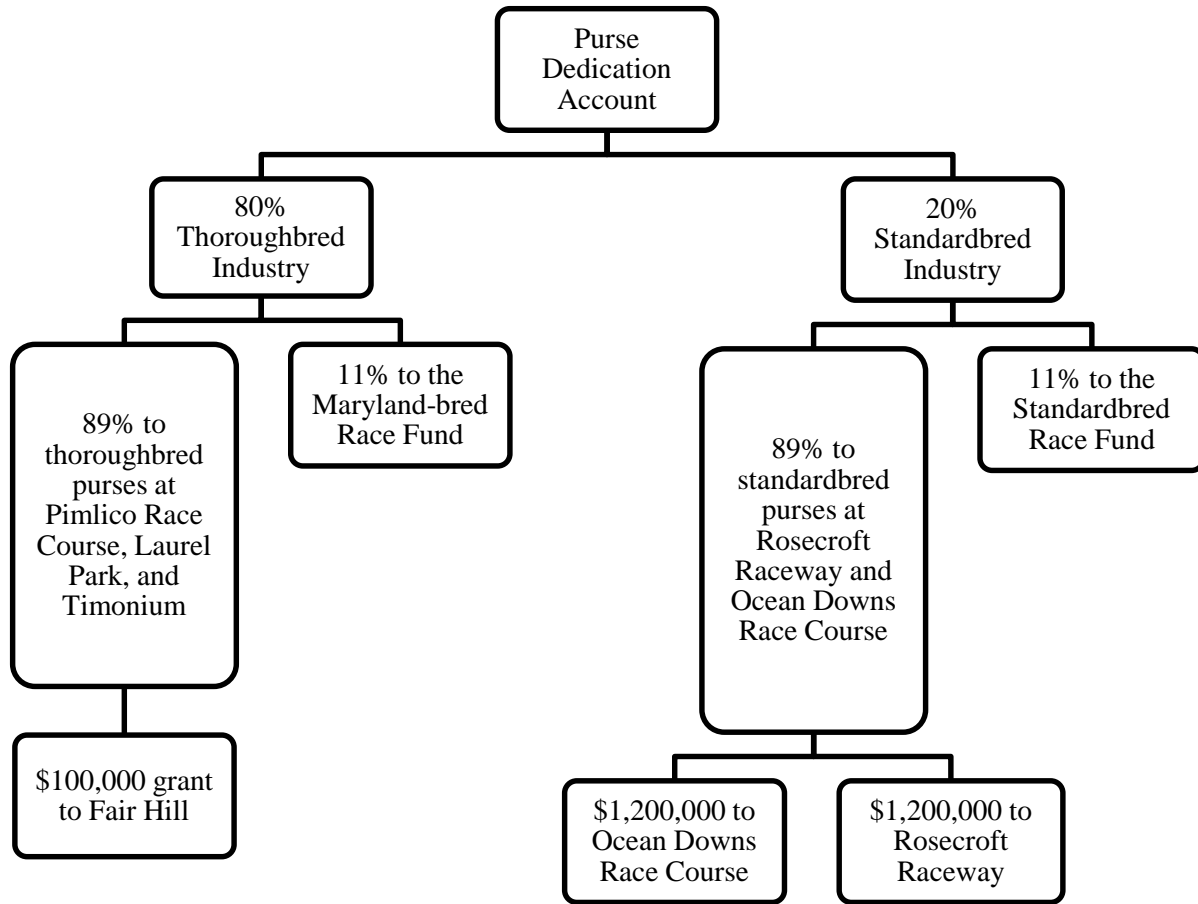 Purse
Dedication
Account
80%
Thoroughbred
Industry
20%
Standardbred
Industry
89% to
thoroughbred
purses at
Pimlico Race
Course, Laurel
Park, and
Timonium
11% to the
Maryland-bred
Race Fund
89% to
standardbred
purses at
Rosecroft
Raceway and
Ocean Downs
Race Course
11% to the
Standardbred
Race Fund
$100,000 grant
to Fair Hill
$1,200,000 to
Ocean Downs
Race Course
$1,200,000 to
Rosecroft
Raceway